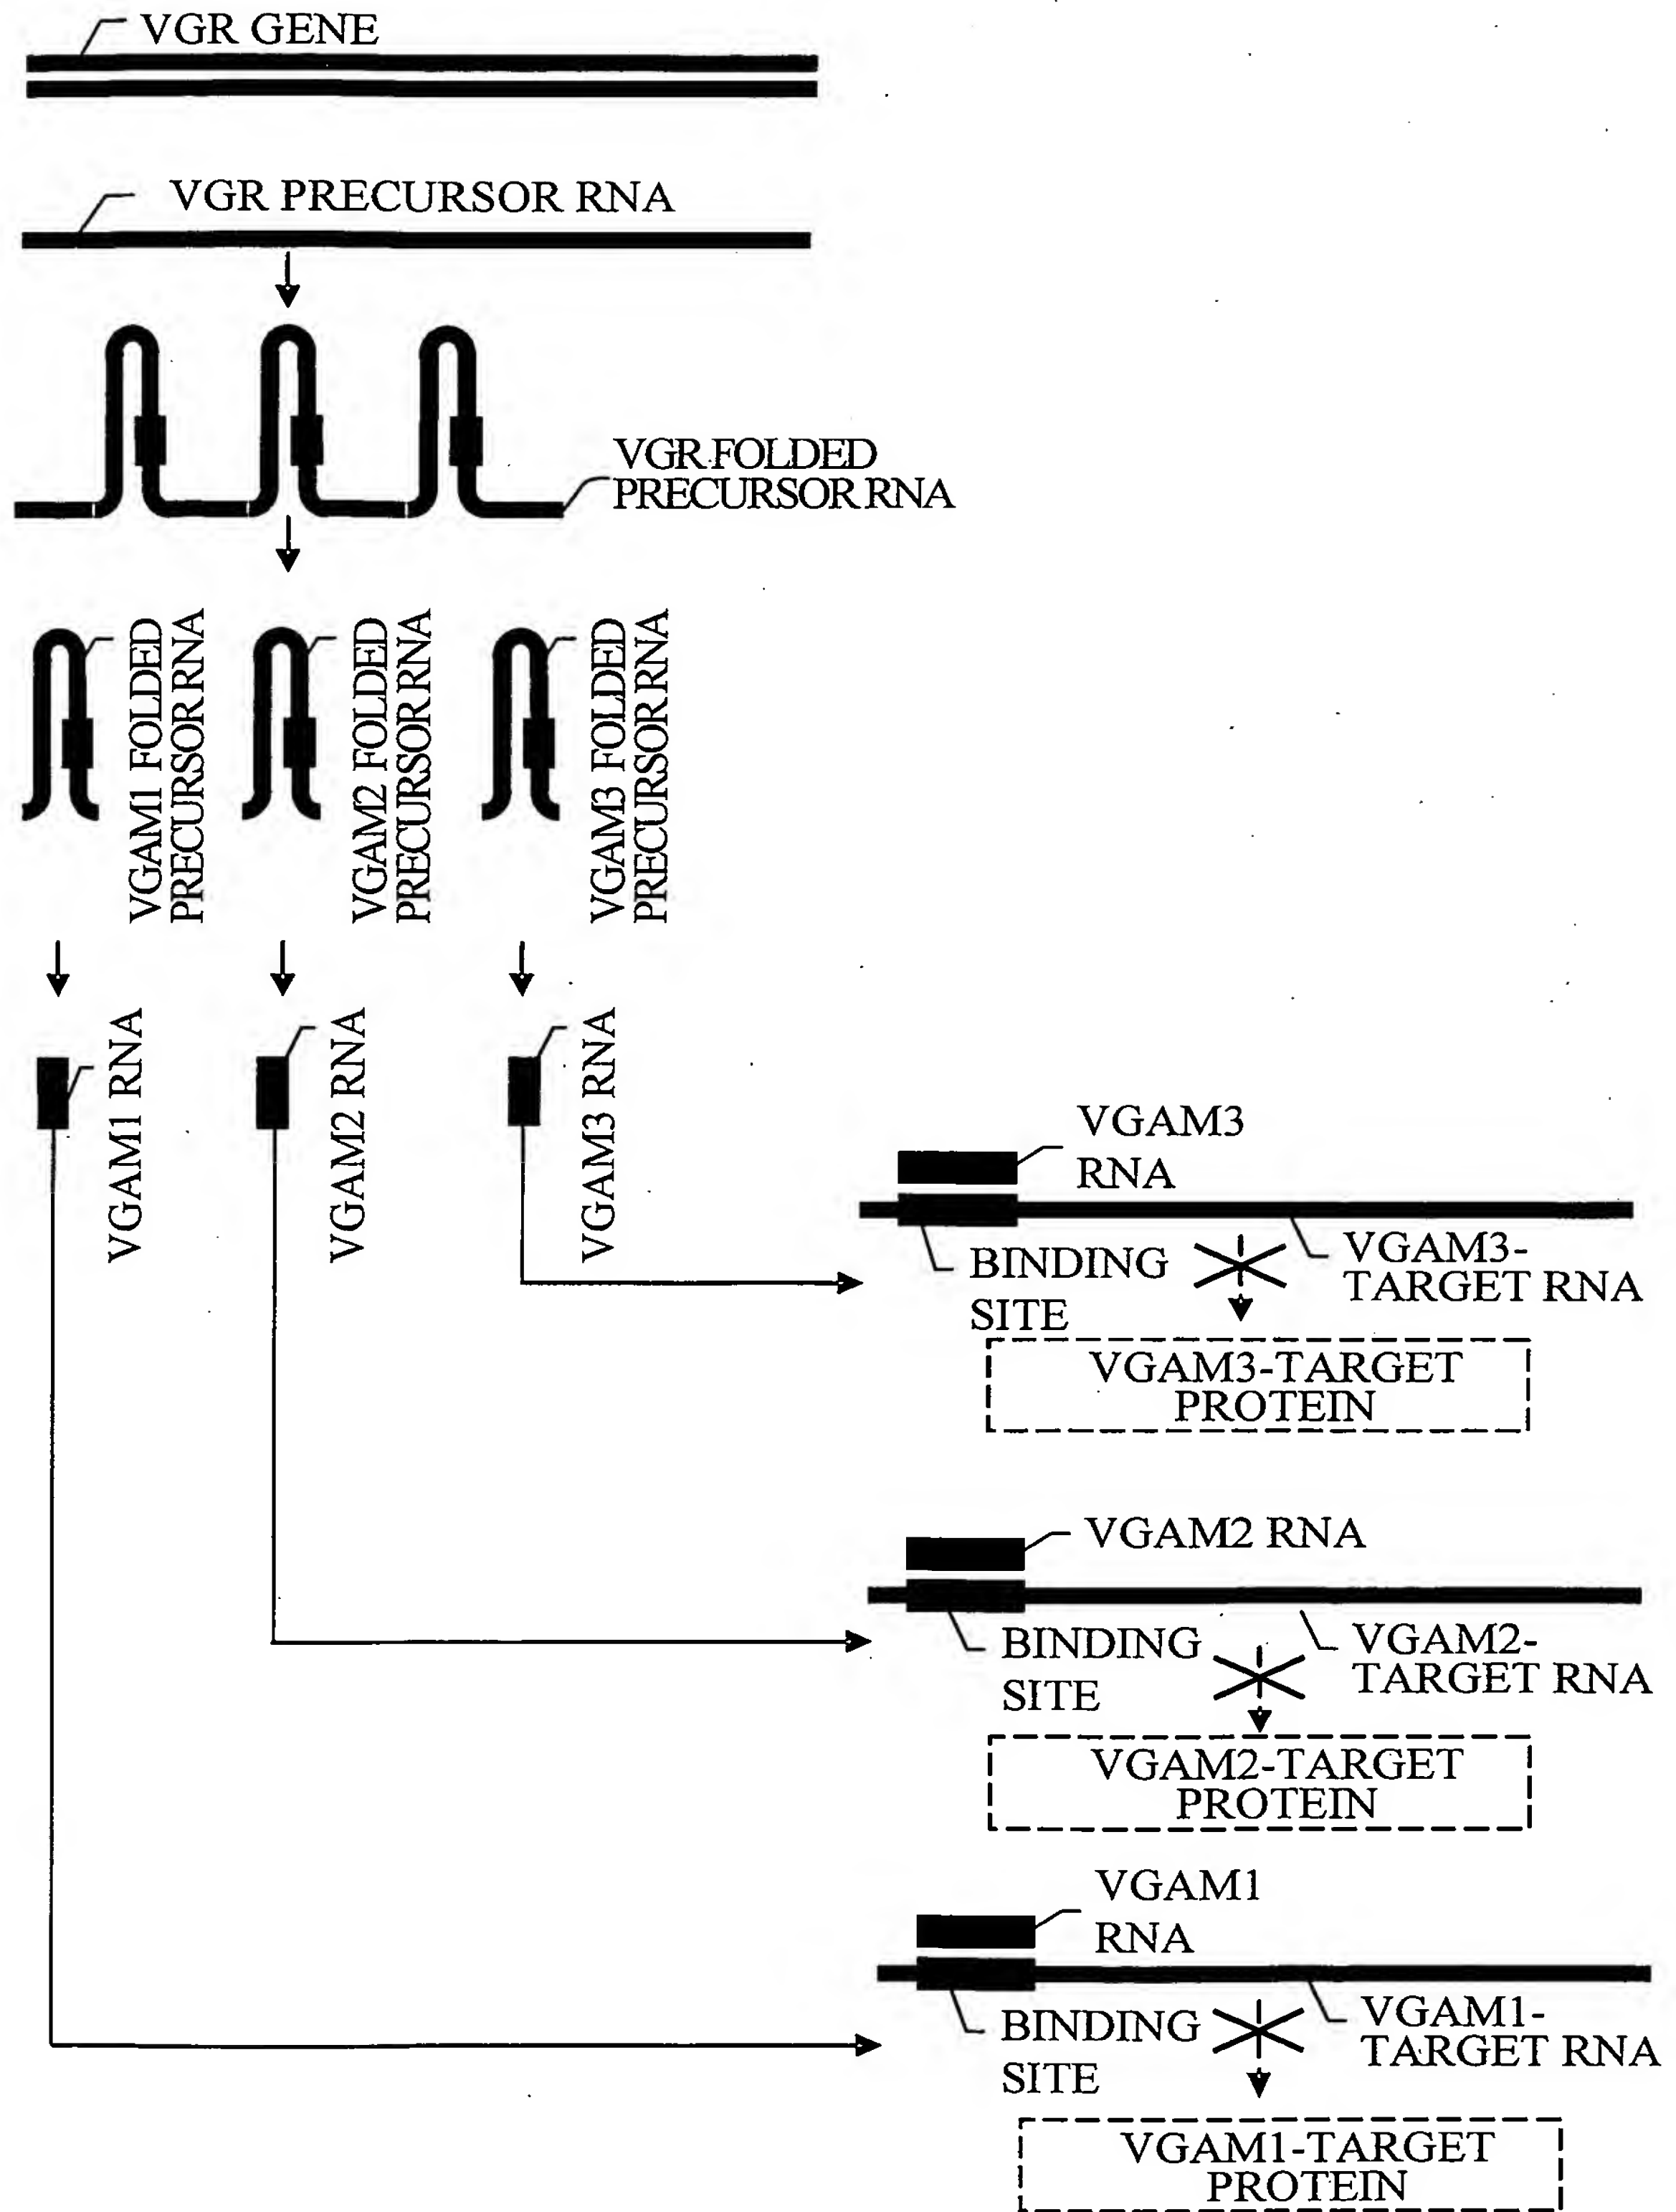 VGR GENE
VGR PRECURSOR RNA
VGR FOLDED
PRECURSOR RNA
VGAM1 FOLDED
PRECURSOR RNA
VGAM2 FOLDED
PRECURSOR RNA
VGAM3 FOLDED
PRECURSOR RNA
VGAM1 RNA
VGAM2 RNA
VGAM3 RNA
VGAM3
RNA
BINDING
SITE
VGAM3-
TARGET RNA
VGAM3-TARGET
PROTEIN
VGAM2 RNA
BINDING
SITE
VGAM2-
TARGET RNA
VGAM2-TARGET
PROTEIN
VGAM1
RNA
BINDING
SITE
VGAM1-
TARGET RNA
VGAM1-TARGET
PROTEIN